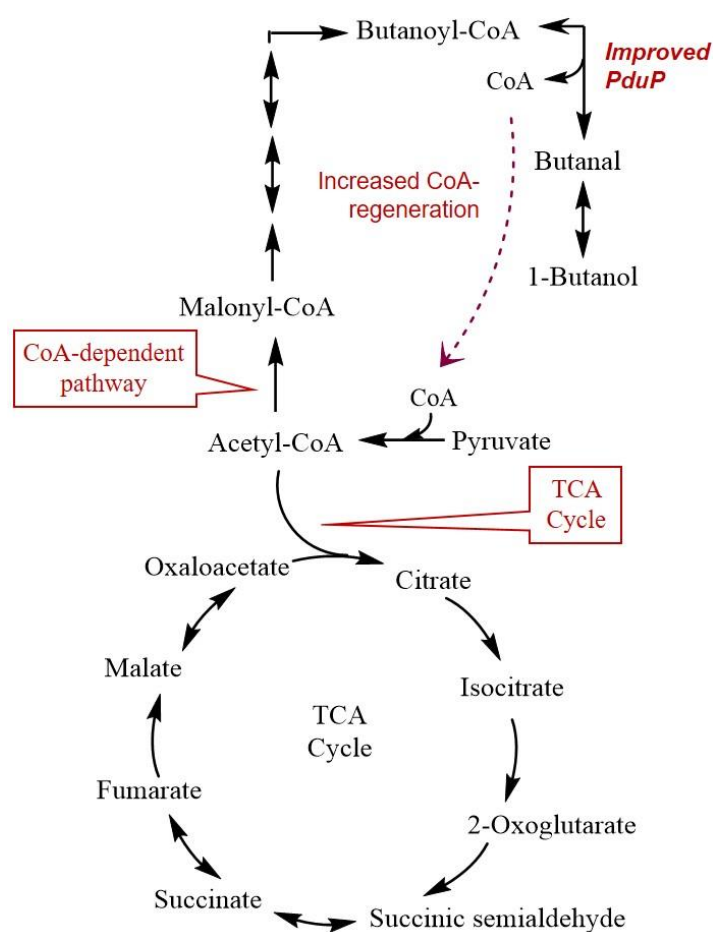 Butanoyl-CoA
Improved
PduP
CoA
Butanal
Increased CoA-
regeneration
1-Butanol
Malonyl-CoA
CoA-dependent
pathway
CoA
Acetyl-CoA
Pyruvate
TCA
Cycle
Oxaloacetate
Citrate
Malate
Isocitrate
TCA
Cycle
Fumarate
2-Oxoglutarate
Succinate
Succinic semialdehyde